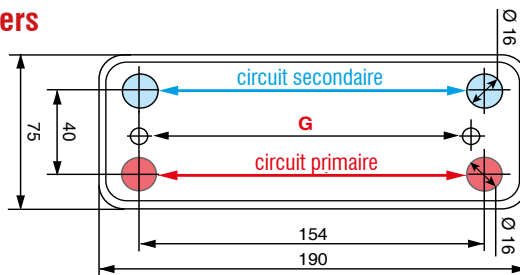 ers
Ø 16
circuit secondaire
75
40
G
circuit primaire
154
Ø 16
190